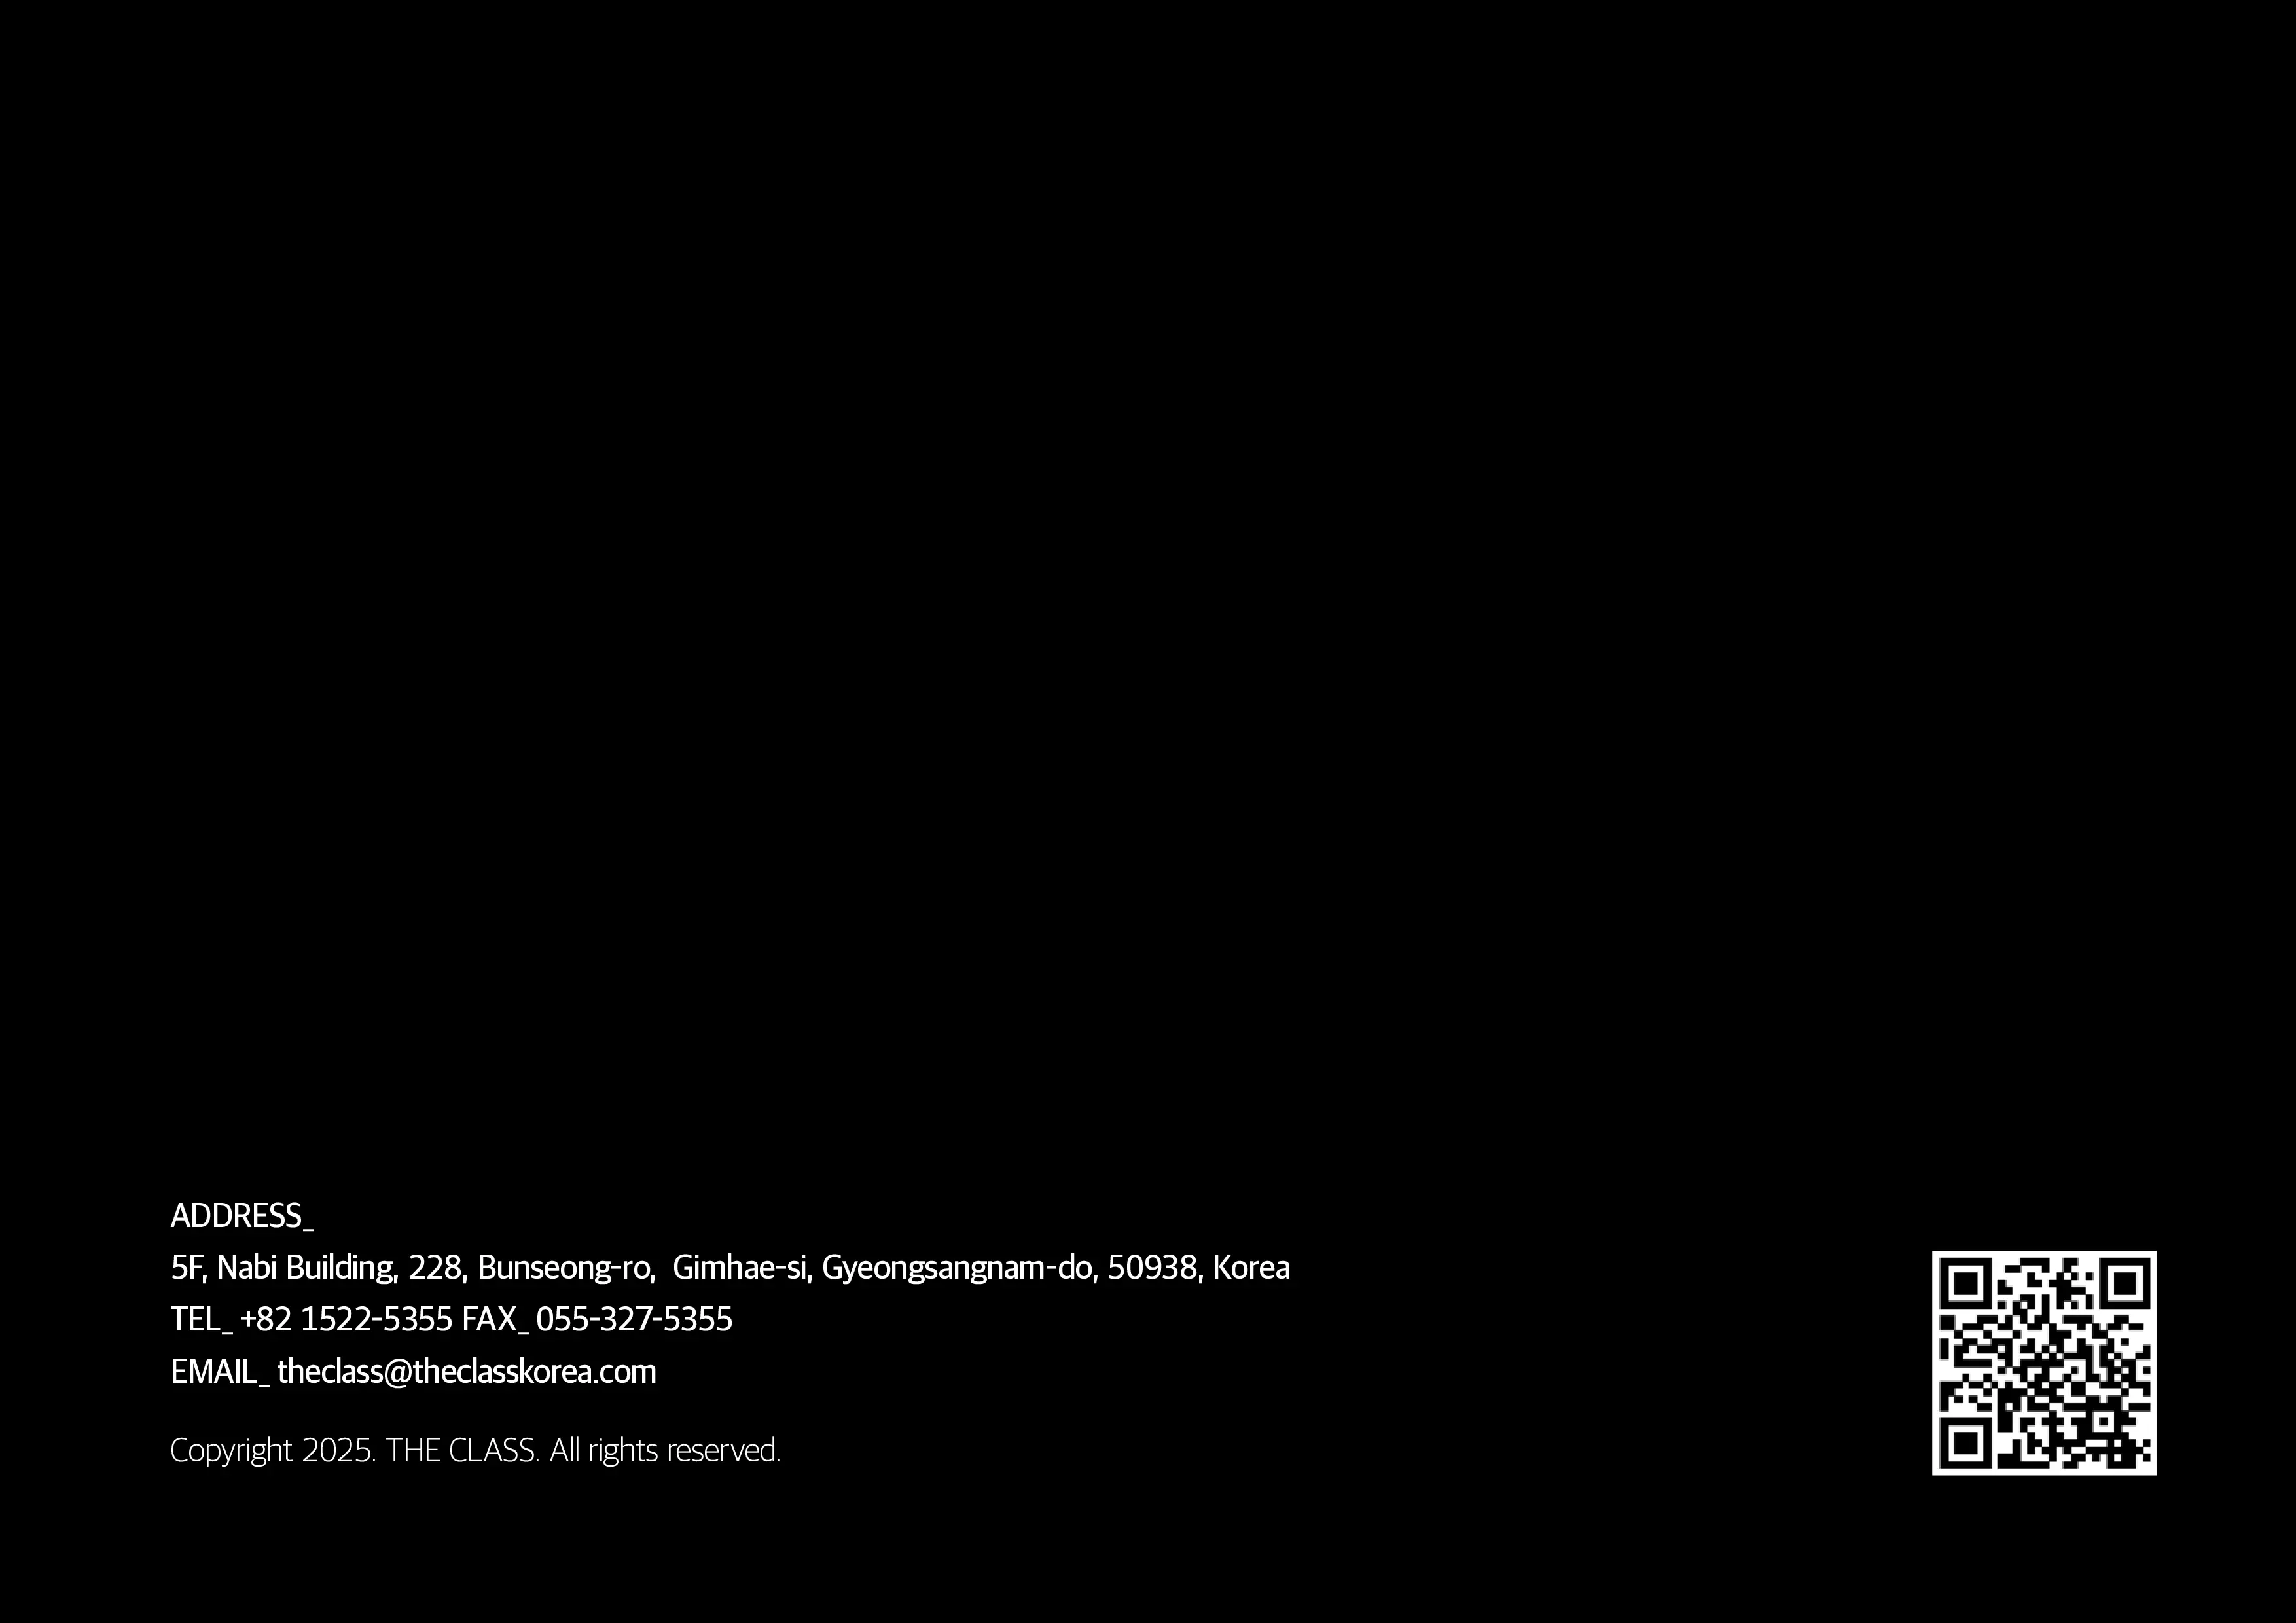 ADDRESS_
5F, Nabi Building, 228, Bunseong-ro,  Gimhae-si, Gyeongsangnam-do, 50938, Korea
TEL_ +82 1522-5355 FAX_ 055-327-5355
EMAIL_ theclass@theclasskorea.com
Copyright 2025. THE CLASS. All rights reserved.